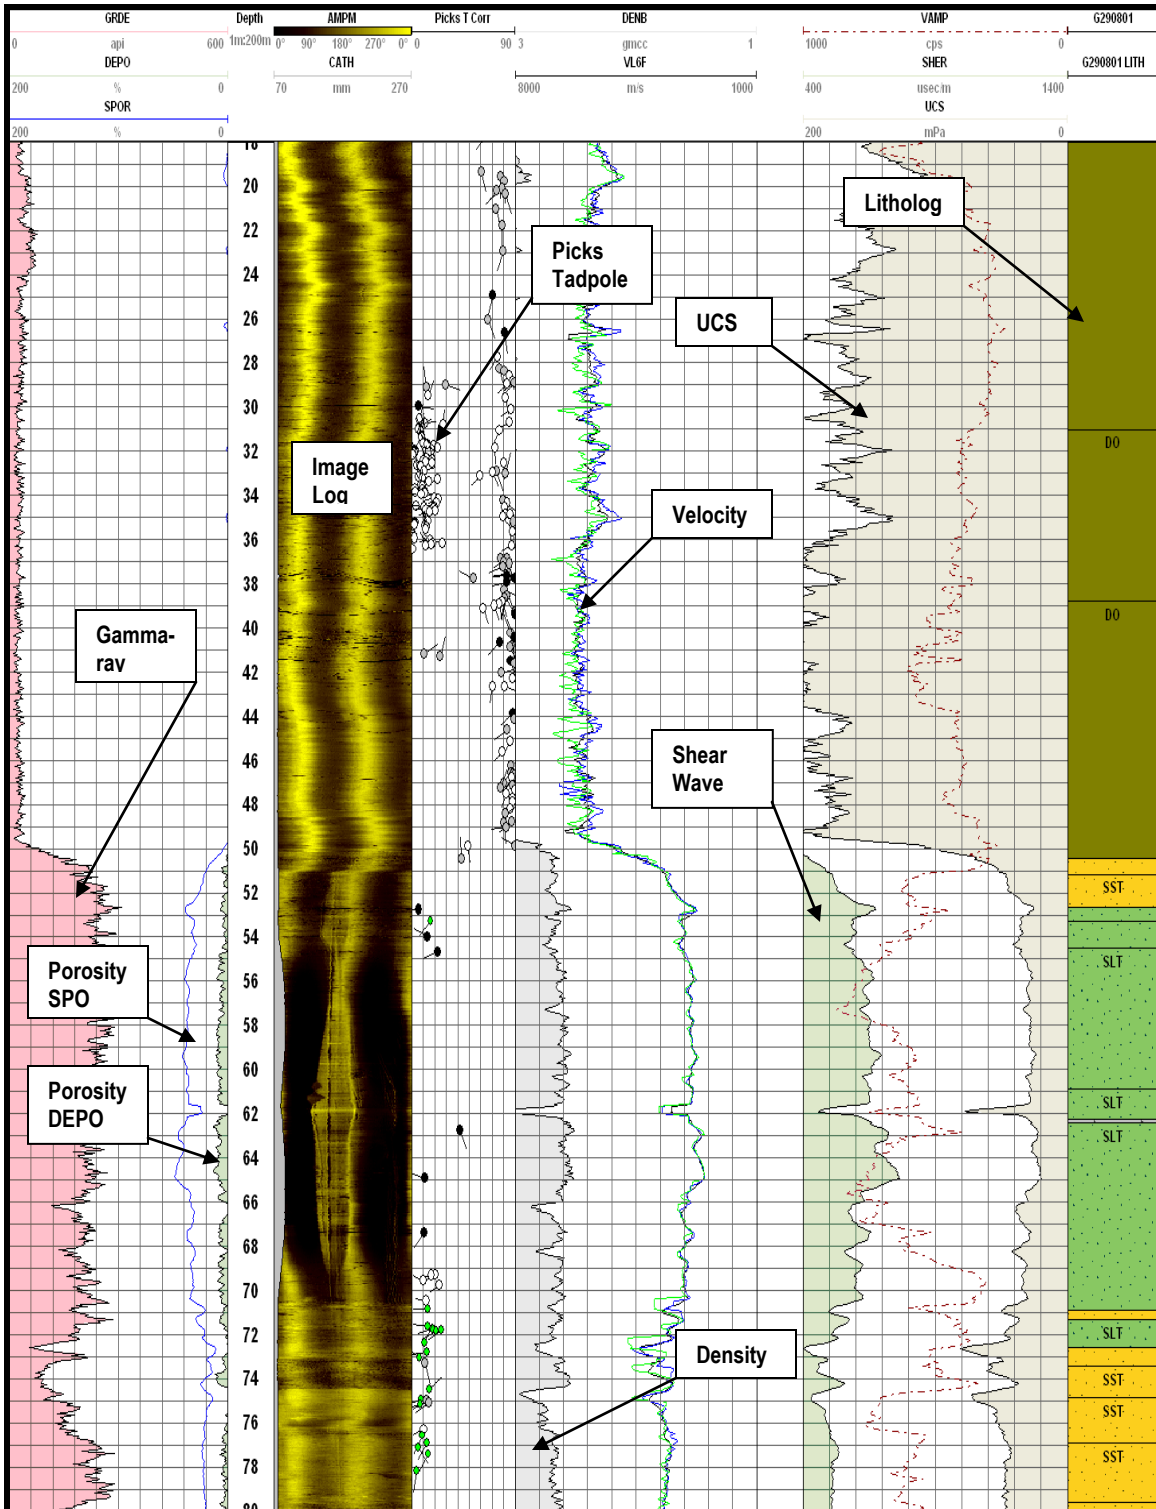 GRDE Depth AMPM Picks T Corr DENB VAMP G290801
0 api 600 1m:200m 0° 90° 180° 270° 0° 0 90 3 gmcc 1 1000 cps 0
DEPO CATH VL6F SHER G290801 LITH
200 % 0 70 mm 270 8000 m/s 1000 400 usec/m 1400
SPOR UCS
200 % 0 200 mPa 0
20
Litholog
22
Picks
Tadpole
24
26
UCS
28
30
DO
32
Image
Log
34
Velocity
36
38
Gamma-
ray
40
DO
42
44
Shear
Wave
46
48
50
52
SST
54
Porosity
SPO
SLT
56
58
60
Porosity
DEPO
SLT
62
SLT
64
66
68
70
72
SLT
Density
74
SST
SST
76
SST
78
80